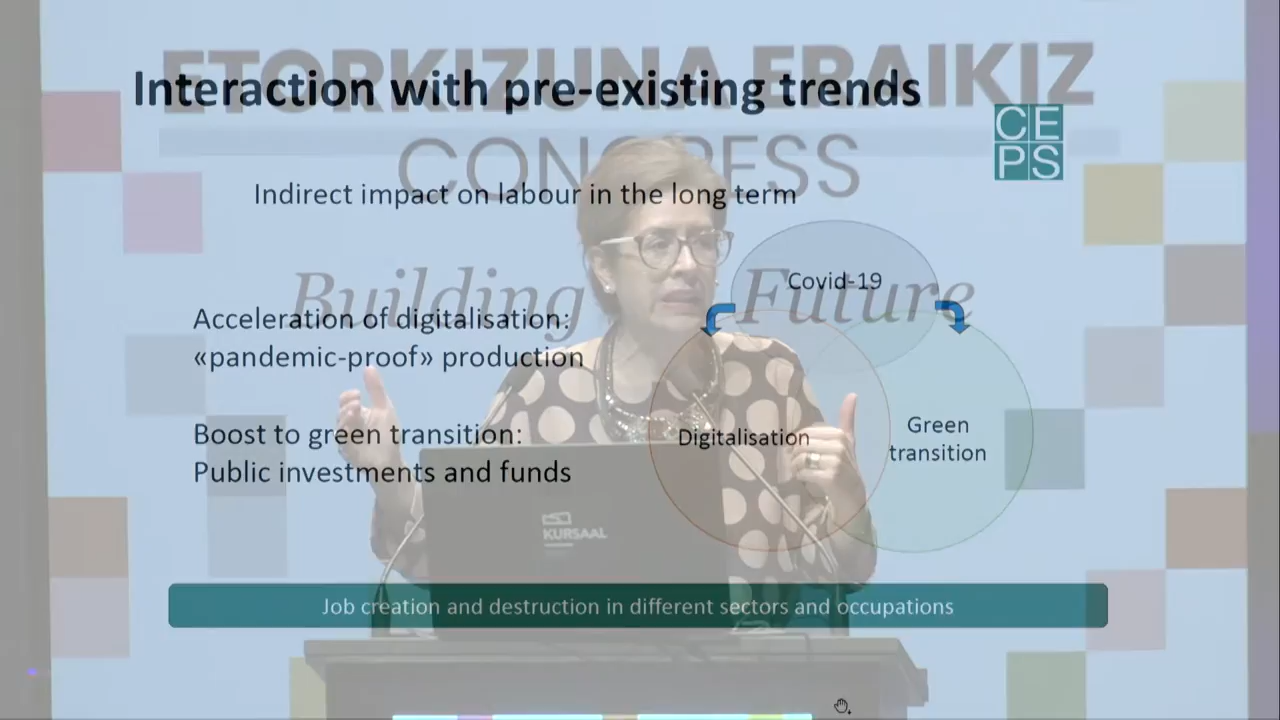 ETORKIZUNA ERAIKIZ
CONGRESS
Building Future
Interaction with pre-existing trends
CE
PS
Indirect impact on labour in the long term
Covid-19
Acceleration of digitalisation:
«pandemic-proof» production
Digitalisation
Green
transition
Boost to green transition:
Public investments and funds
KURSAAL
Job creation and destruction in different sectors and occupations